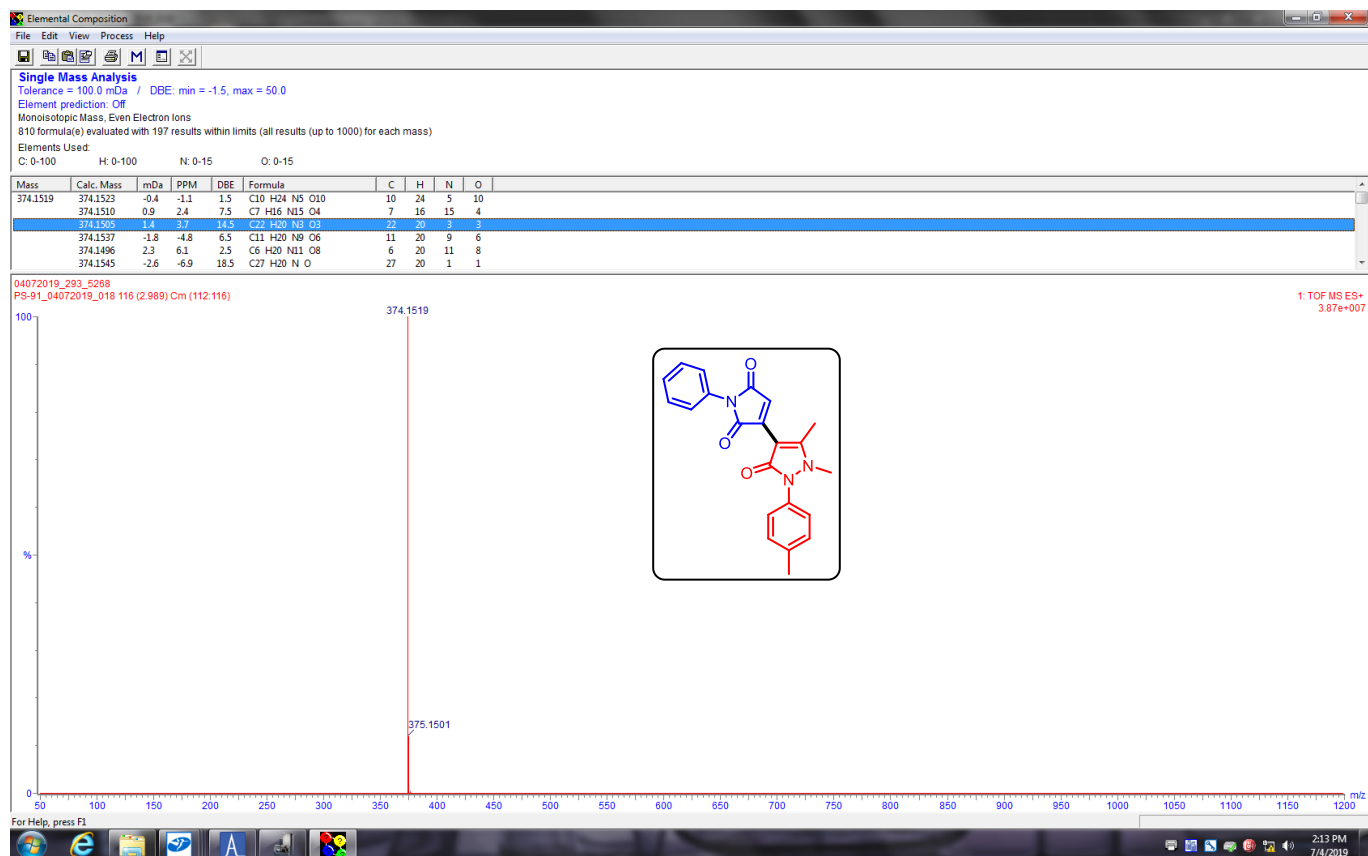 Elemental Composition
File Edit View Process Help
M
Single Mass Analysis
Tolerance = 100.0 mDa / DBE: min = -1.5, max = 50.0
Element prediction: Off
Monoisotopic Mass, Even Electron Ions
810 formula(e) evaluated with 197 results within limits (all results (up to 1000) for each mass)
Elements Used:
C: 0-100 H: 0-100 N: 0-15 O: 0-15
Mass Calc. Mass mDa PPM DBE Formula C H N O
374.1519 374.1523 -0.4 -1.1 1.5 C10 H24 N5 O10 10 24 5 10
374.1510 0.9 2.4 7.5 C7 H16 N15 O4 7 16 15 4
374.1505 1.4 3.7 14.5 C22 H20 N3 O3 22 20 3 3
374.1537 -1.8 -4.8 6.5 C11 H20 N9 O6 11 20 9 6
374.1496 2.3 6.1 2.5 C6 H20 N11 O8 6 20 11 8
374.1545 -2.6 -6.9 18.5 C27 H20 N O 27 20 1 1
04072019_293_5268
PS-91_04072019_018 116 (2.989) Cm (112:116)
1: TOF MS ES+
3.87e+007
100
374.1519
O
N
O
O
N
N
%
375.1501
0
50 100 150 200 250 300 350 400 450 500 550 600 650 700 750 800 850 900 950 1000 1050 1100 1150 1200
m/z
For Help, press F1
A
2:13 PM
7/4/2019